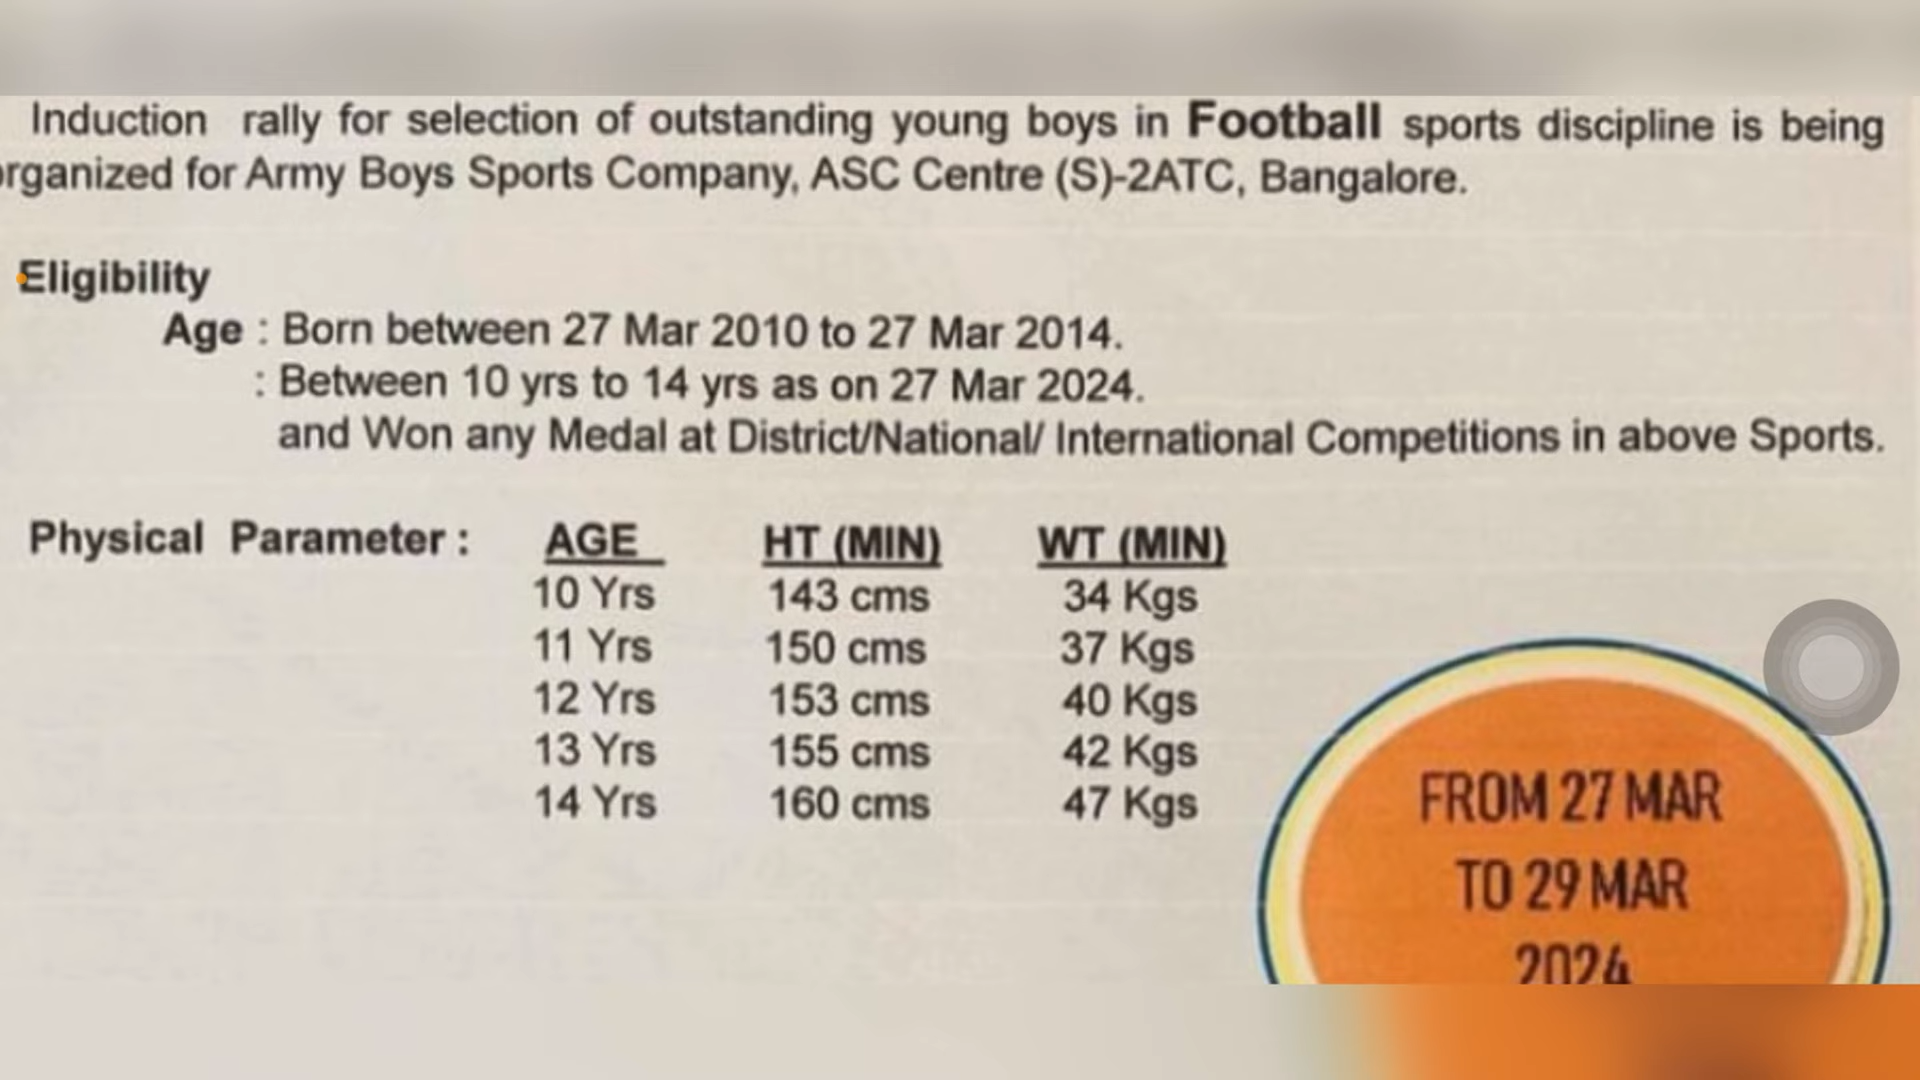 Induction rally for selection of outstanding young boys in Football sports discipline is being
organized for Army Boys Sports Company, ASC Centre (S)-2ATC, Bangalore.
Eligibility
Age : Born between 27 Mar 2010 to 27 Mar 2014.
: Between 10 yrs to 14 yrs as on 27 Mar 2024.
and Won any Medal at District/National/ International Competitions in above Sports.
Physical Parameter : AGE HT (MIN) WT (MIN)
10 Yrs 143 cms 34 Kgs
11 Yrs 150 cms 37 Kgs
12 Yrs 153 cms 40 Kgs
13 Yrs 155 cms 42 Kgs
14 Yrs 160 cms 47 Kgs
FROM 27 MAR
TO 29 MAR
2024